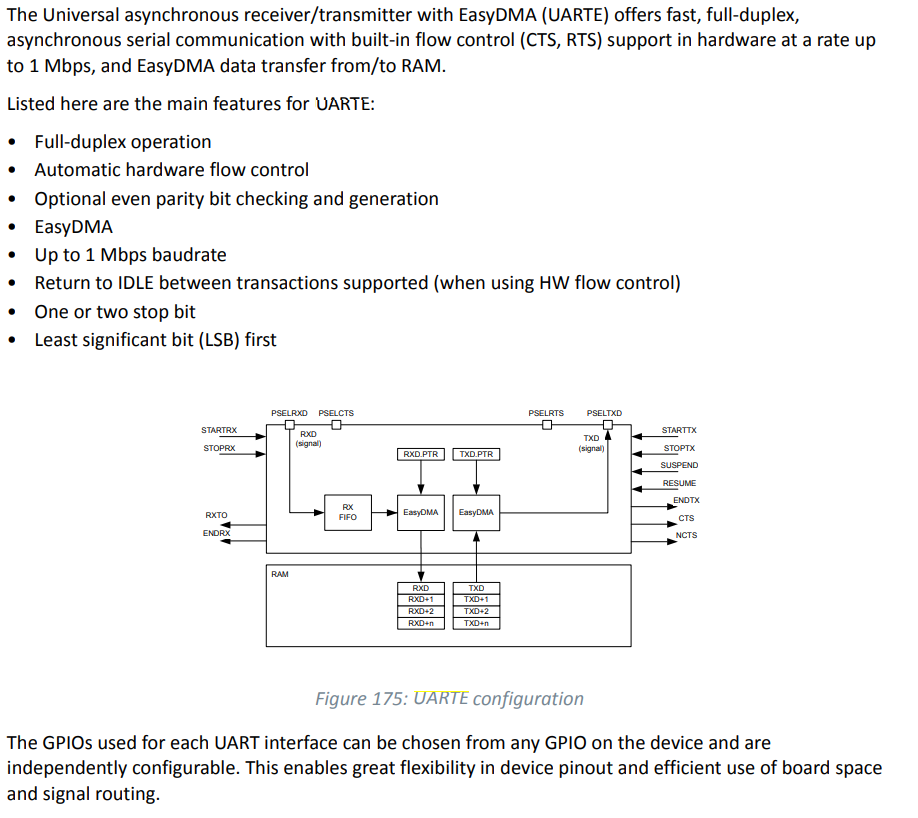 The Universal asynchronous receiver/transmitter with EasyDMA (UARTE) offers fast, full-duplex,
asynchronous serial communication with built-in flow control (CTS, RTS) support in hardware at a rate up
to 1 Mbps, and EasyDMA data transfer from/to RAM.
Listed here are the main features for UARTE:
• Full-duplex operation
• Automatic hardware flow control
• Optional even parity bit checking and generation
• EasyDMA
• Up to 1 Mbps baudrate
• Return to IDLE between transactions supported (when using HW flow control)
• One or two stop bit
• Least significant bit (LSB) first
PSELRXD PSELCTS PSELRTS PSELTXD
STARTRX
STOPRX
RXTO
ENDRX
RXD
(signal)
RXD.PTR TXD.PTR
TXD
(signal)
RX
FIFO
EasyDMA EasyDMA
STARTTX
STOPTX
SUSPEND
RESUME
ENDTX
CTS
NCTS
RAM
RXD TXD
RXD+1 TXD+1
RXD+2 TXD+2
RXD+n TXD+n
Figure 175: UARTE configuration
The GPIOs used for each UART interface can be chosen from any GPIO on the device and are
independently configurable. This enables great flexibility in device pinout and efficient use of board space
and signal routing.